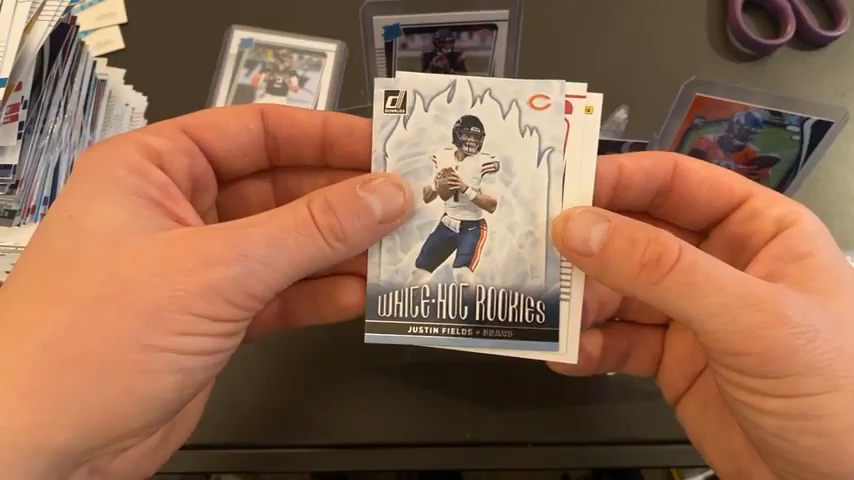 DONRUSS
WHITE•HOT ROOKIES
JUSTIN FIELDS • BEARS